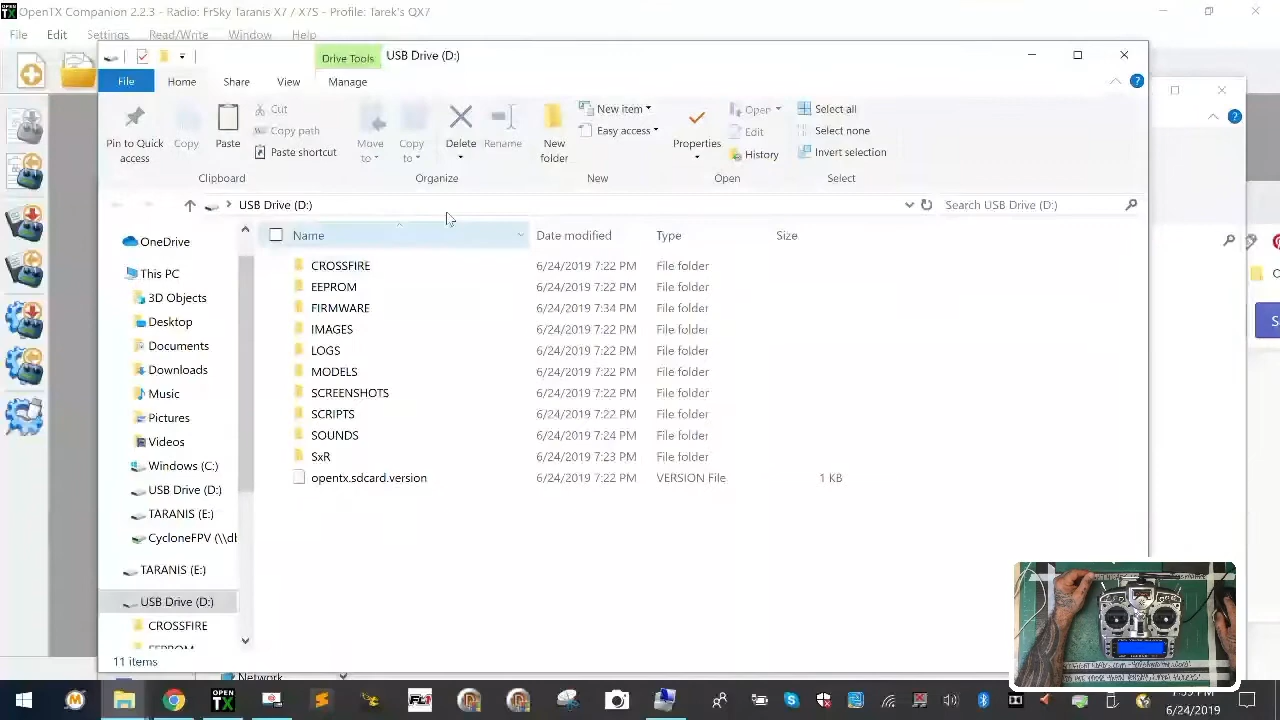 OpenTX Companion 2.2.3 - Radio: FrSky Taranis X7 / X7S - Profile: Tarek's QX7
File Edit Settings Read/Write Window Help
Drive Tools USB Drive (D:)
File Home Share View Manage
Pin to Quick access
Copy
Paste
Cut
Copy path
Paste shortcut
Clipboard
Move to
Copy to
Delete
Rename
Organize
New folder
New item
Easy access
New
Properties
Open
Edit
History
Open
Select all
Select none
Invert selection
Select
USB Drive (D:)
Search USB Drive (D:)
Name Date modified Type Size
CROSSFIRE 6/24/2019 7:22 PM File folder
EEPROM 6/24/2019 7:22 PM File folder
FIRMWARE 6/24/2019 7:34 PM File folder
IMAGES 6/24/2019 7:22 PM File folder
LOGS 6/24/2019 7:22 PM File folder
MODELS 6/24/2019 7:22 PM File folder
SCREENSHOTS 6/24/2019 7:22 PM File folder
SCRIPTS 6/24/2019 7:22 PM File folder
SOUNDS 6/24/2019 7:24 PM File folder
SxR 6/24/2019 7:23 PM File folder
opentx.sdcard.version 6/24/2019 7:22 PM VERSION File 1 KB
OneDrive
This PC
3D Objects
Desktop
Documents
Downloads
Music
Pictures
Videos
Windows (C:)
USB Drive (D:)
TARANIS (E:)
CycloneFPV (\\db
TARANIS (E:)
USB Drive (D:)
CROSSFIRE
EEPROM
11 items
Network
OPEN TX
6/24/2019